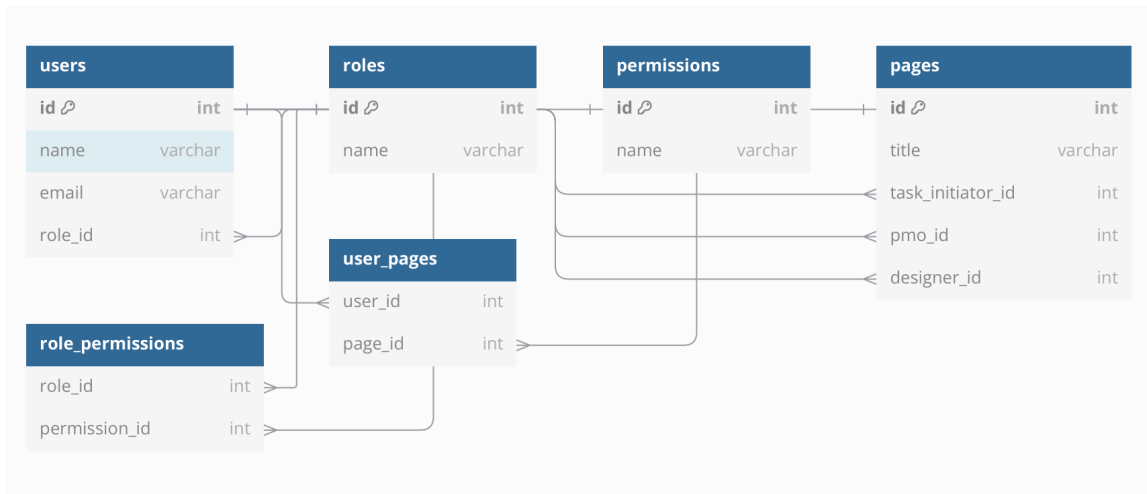 users
id int
name varchar
email varchar
role_id int
roles
id int
name varchar
permissions
id int
name varchar
pages
id int
title varchar
task_initiator_id int
pmo_id int
designer_id int
user_pages
user_id int
page_id int
role_permissions
role_id int
permission_id int